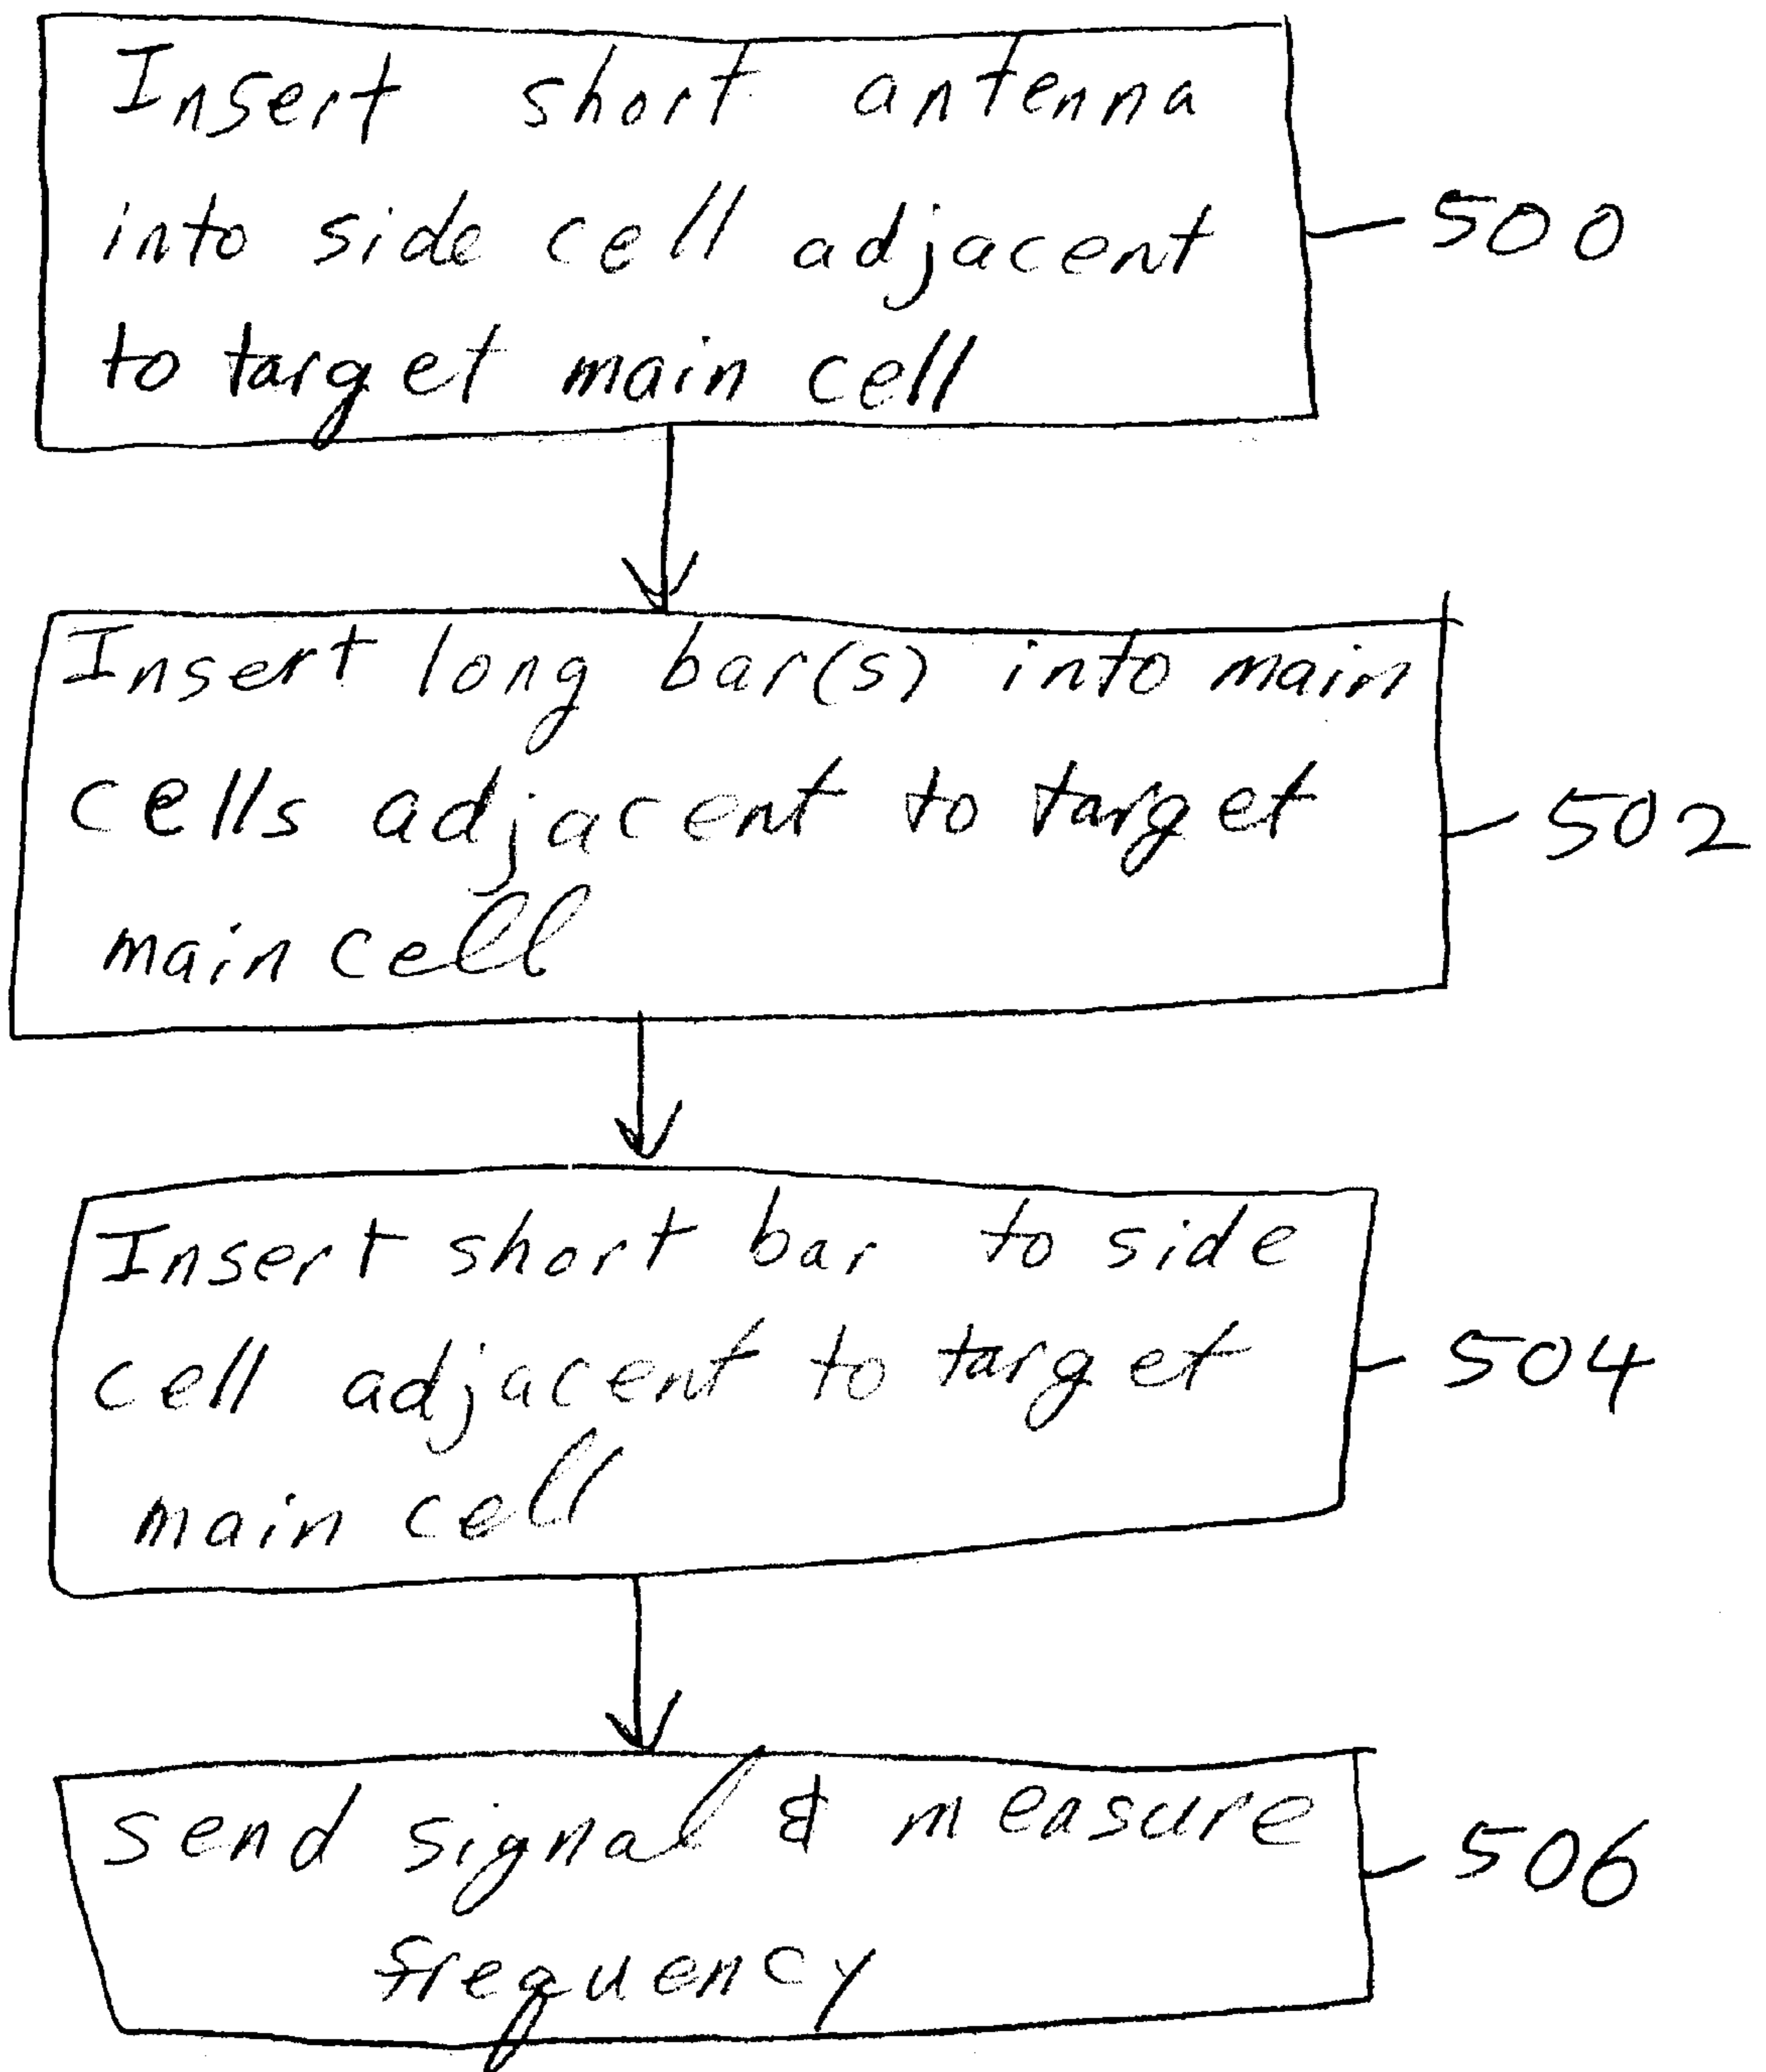 Insert short antenna
into side cell adjacent - 500
to target main cell
Insert long bar(s) into main
cells adjacent to target - 502
main cell
Insert short bar to side
cell adjacent to target - 504
main cell
Send signal & measure - 506
frequency